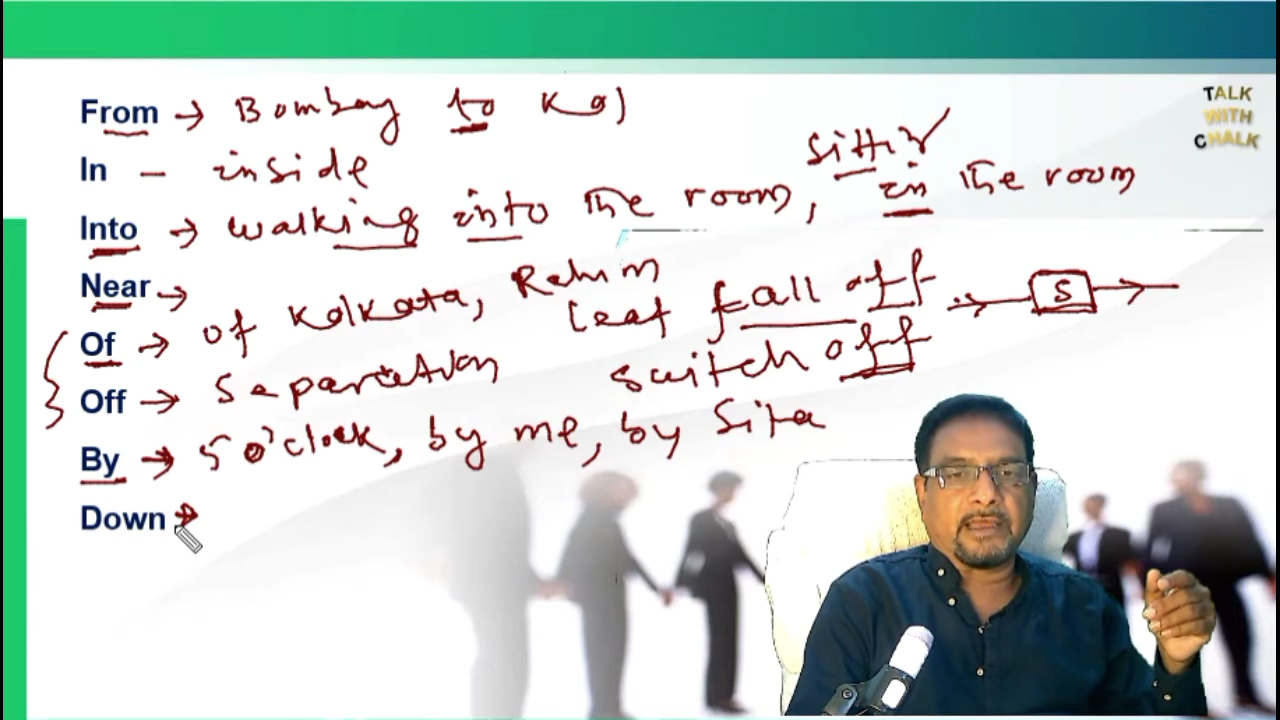 From → Bombay to Kol
TALK
WITH
CHALK
In - inside
Into → walking into the room, sitting in the room
Near →
Of → of Kolkata, Rahim
Off → Separation leaf fall off → S →
switch off
By → 5 o'clock, by me, by Sita
Down →